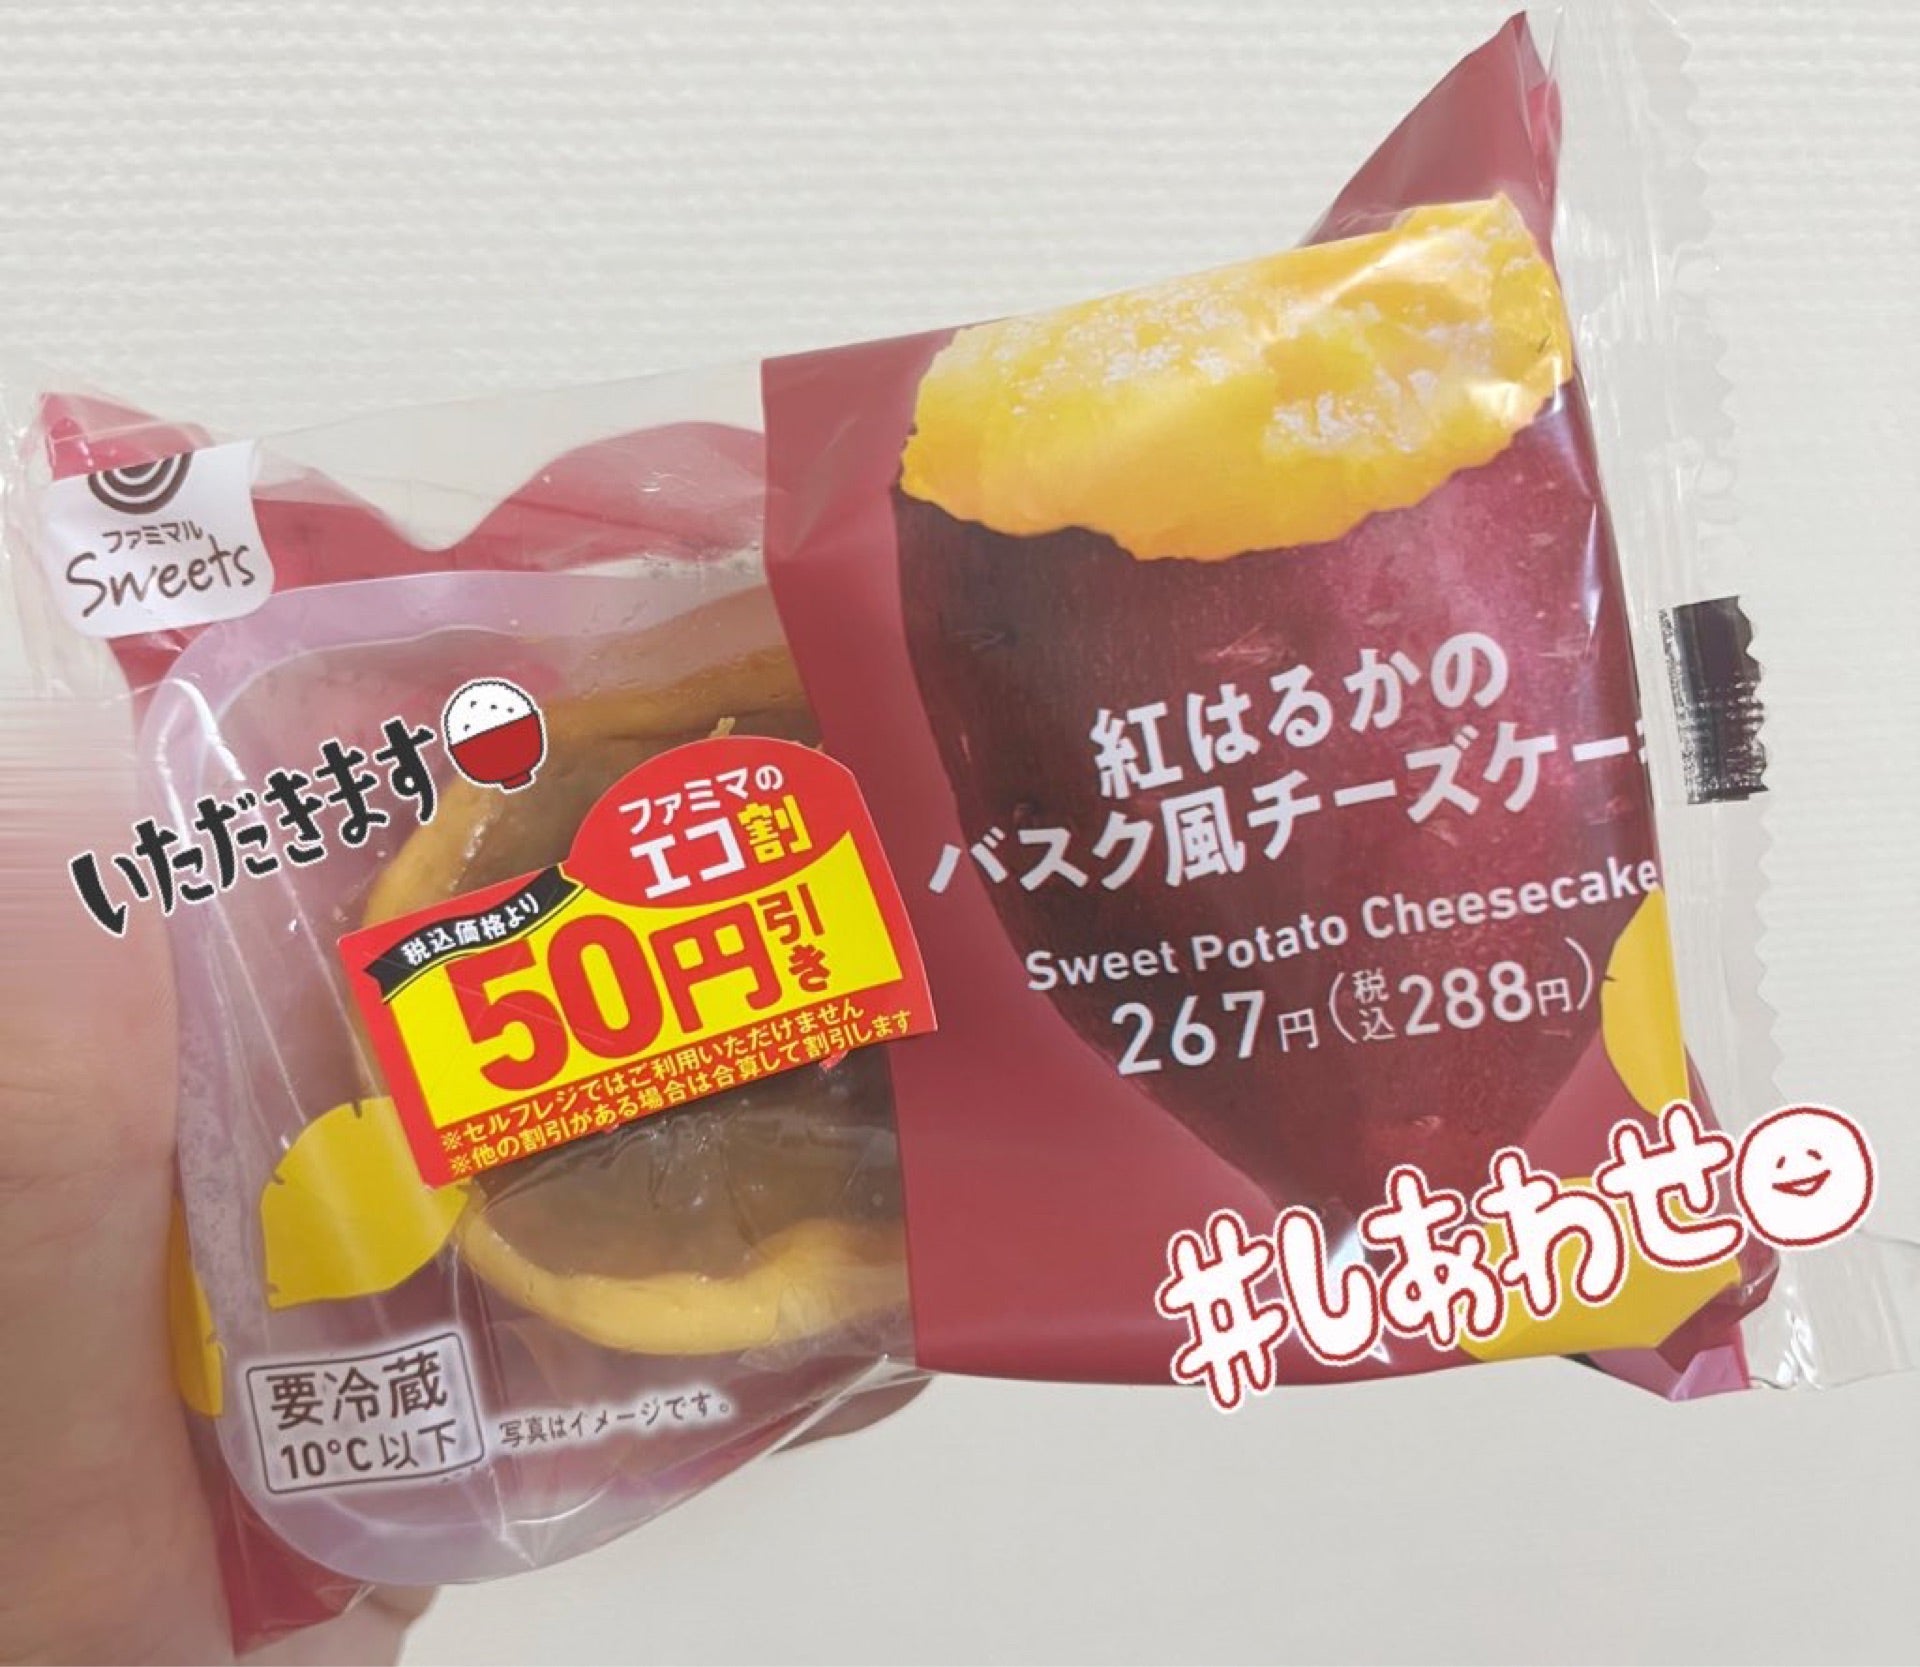 ファミマル
Sweets
いただきます
ファミマの
エコ割
税込価格より
50円引き
※セルフレジではご利用いただけません
※他の割引がある場合は合算して割引します
紅はるかの
バスク風チーズケーキ
Sweet Potato Cheesecake
267円(税込288円)
#しあわせ
要冷蔵
10°C以下
写真はイメージです。